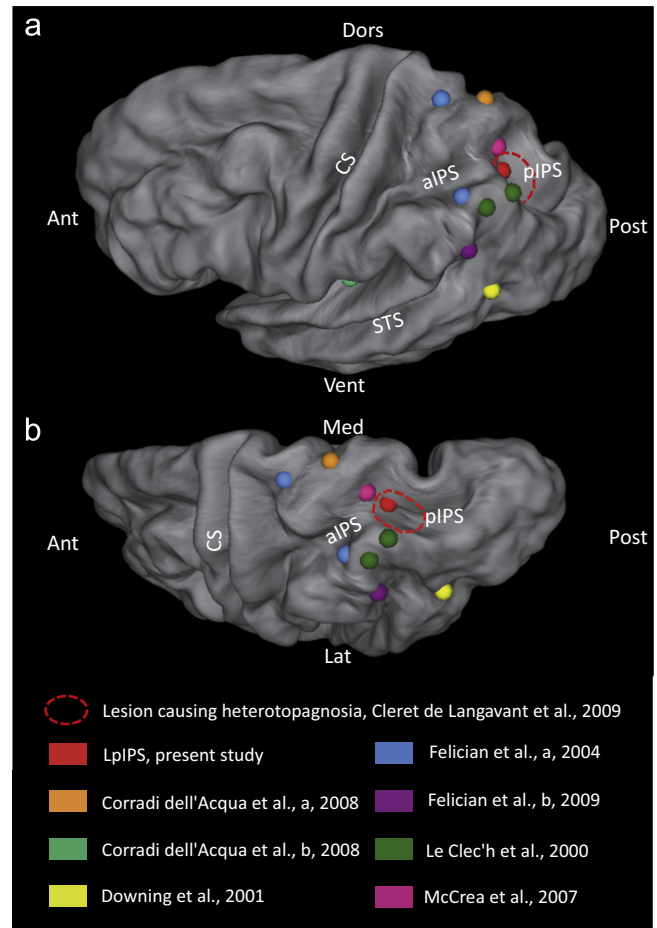 a
Dors
CS
aIPS
pIPS
Ant
Post
STS
Vent
b
Med
CS
aIPS
pIPS
Ant
Post
Lat
Lesion causing heterotopagnosia, Cleret de Langavant et al., 2009
LpIPS, present study
Felician et al., a, 2004
Corradi dell'Acqua et al., a, 2008
Felician et al., b, 2009
Corradi dell'Acqua et al., b, 2008
Le Clec'h et al., 2000
Downing et al., 2001
McCrea et al., 2007